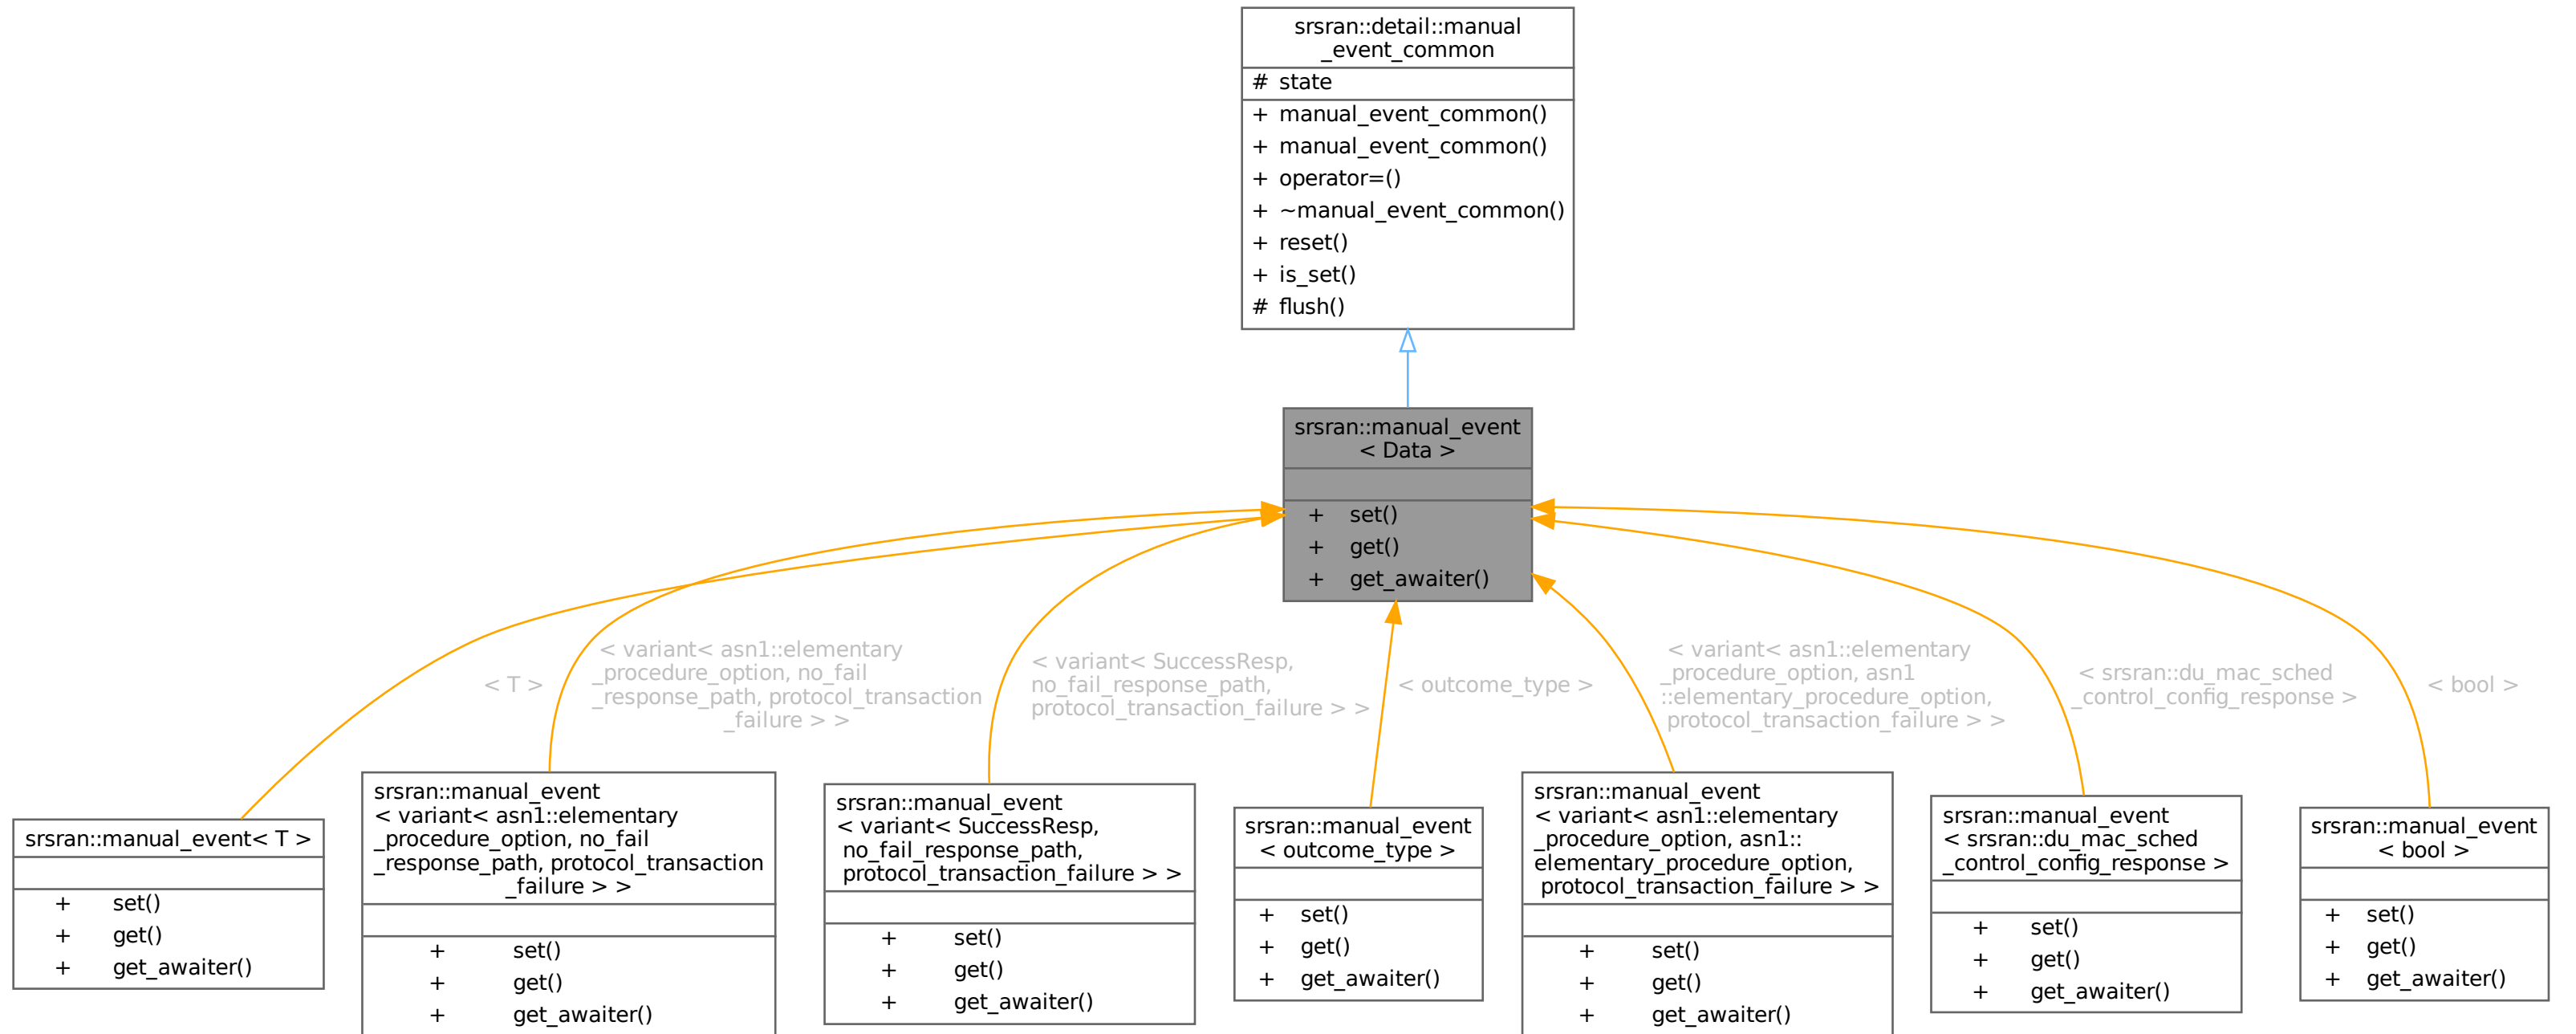 srsran::detail::manual
_event_common
# state
+ manual_event_common()
+ manual_event_common()
+ operator=()
+ ~manual_event_common()
+ reset()
+ is_set()
# flush()
srsran::manual_event
< Data >
+ set()
+ get()
+ get_awaiter()
< T >
< variant< asn1::elementary
_procedure_option, no_fail
_response_path, protocol_transaction
_failure > >
< variant< SuccessResp,
no_fail_response_path,
protocol_transaction_failure > >
< outcome_type >
< variant< asn1::elementary
_procedure_option, asn1
::elementary_procedure_option,
protocol_transaction_failure > >
< srsran::du_mac_sched
_control_config_response >
< bool >
srsran::manual_event< T >
+ set()
+ get()
+ get_awaiter()
srsran::manual_event
< variant< asn1::elementary
_procedure_option, no_fail
_response_path, protocol_transaction
_failure > >
+ set()
+ get()
+ get_awaiter()
srsran::manual_event
< variant< SuccessResp,
no_fail_response_path,
protocol_transaction_failure > >
+ set()
+ get()
+ get_awaiter()
srsran::manual_event
< outcome_type >
+ set()
+ get()
+ get_awaiter()
srsran::manual_event
< variant< asn1::elementary
_procedure_option, asn1::
elementary_procedure_option,
protocol_transaction_failure > >
+ set()
+ get()
+ get_awaiter()
srsran::manual_event
< srsran::du_mac_sched
_control_config_response >
+ set()
+ get()
+ get_awaiter()
srsran::manual_event
< bool >
+ set()
+ get()
+ get_awaiter()